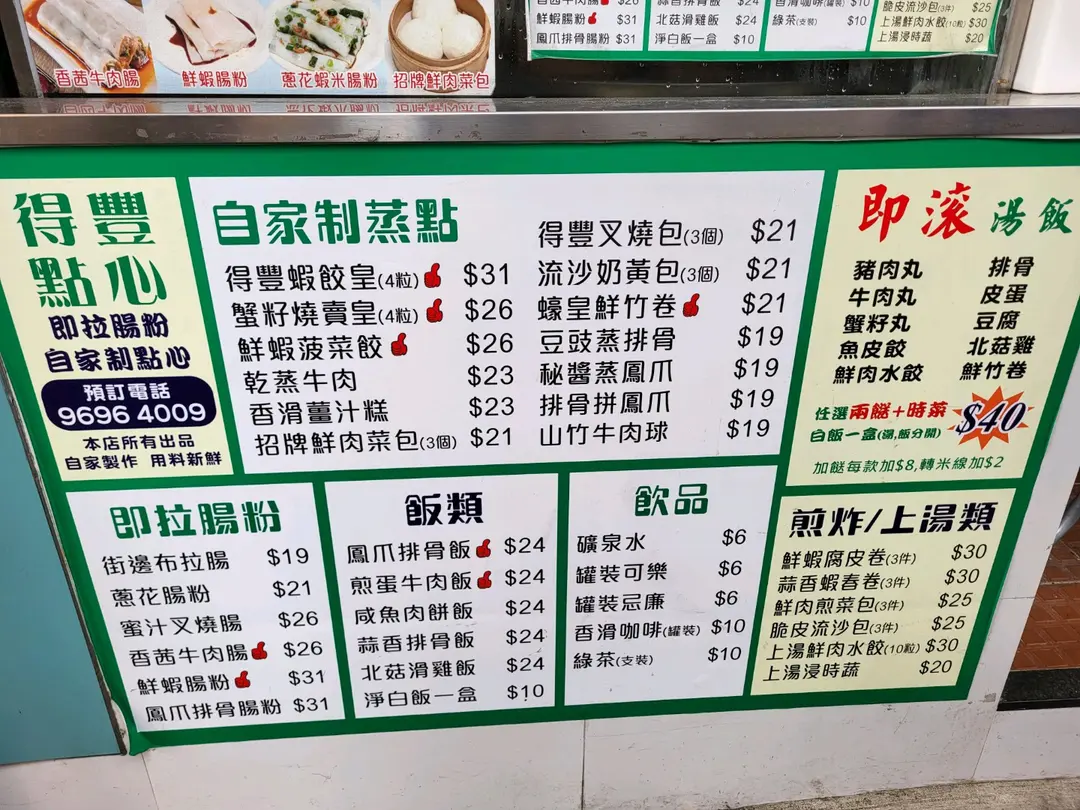 香茜牛肉腸
鮮蝦腸粉
蔥花蝦米腸粉
招牌鮮肉菜包
鮮蝦腸粉 $31
鳳爪排骨腸粉 $31
北菇滑雞飯 $24
淨白飯一盒 $10
綠茶(支裝) $10
脆皮流沙包(3件) $25
上湯鮮肉水餃(10粒) $30
上湯浸時蔬 $20
得豐
點心
即拉腸粉
自家制點心
預訂電話
9696 4009
本店所有出品
自家製作 用料新鮮
自家制蒸點
得豐蝦餃皇(4粒) $31
蟹籽燒賣皇(4粒) $26
鮮蝦菠菜餃 $26
乾蒸牛肉 $23
香滑薑汁糕 $23
招牌鮮肉菜包(3個) $21
得豐叉燒包(3個) $21
流沙奶黃包(3個) $21
蠔皇鮮竹卷 $21
豆豉蒸排骨 $19
秘醬蒸鳳爪 $19
排骨拼鳳爪 $19
山竹牛肉球 $19
即滾湯飯
豬肉丸 排骨
牛肉丸 皮蛋
蟹籽丸 豆腐
魚皮餃 北菇雞
鮮肉水餃 鮮竹卷
任選兩餸+時菜
白飯一盒(湯,飯分開)
$40
加餸每款加$8,轉米線加$2
即拉腸粉
街邊布拉腸 $19
蔥花腸粉 $21
蜜汁叉燒腸 $26
香茜牛肉腸 $26
鮮蝦腸粉 $31
鳳爪排骨腸粉 $31
飯類
鳳爪排骨飯 $24
煎蛋牛肉飯 $24
咸魚肉餅飯 $24
蒜香排骨飯 $24
北菇滑雞飯 $24
淨白飯一盒 $10
飲品
礦泉水 $6
罐裝可樂 $6
罐裝忌廉 $6
香滑咖啡(罐裝) $10
綠茶(支裝) $10
煎炸/上湯類
鮮蝦腐皮卷(3件) $30
蒜香蝦春卷(3件) $30
鮮肉煎菜包(3件) $25
脆皮流沙包(3件) $25
上湯鮮肉水餃(10粒) $30
上湯浸時蔬 $20